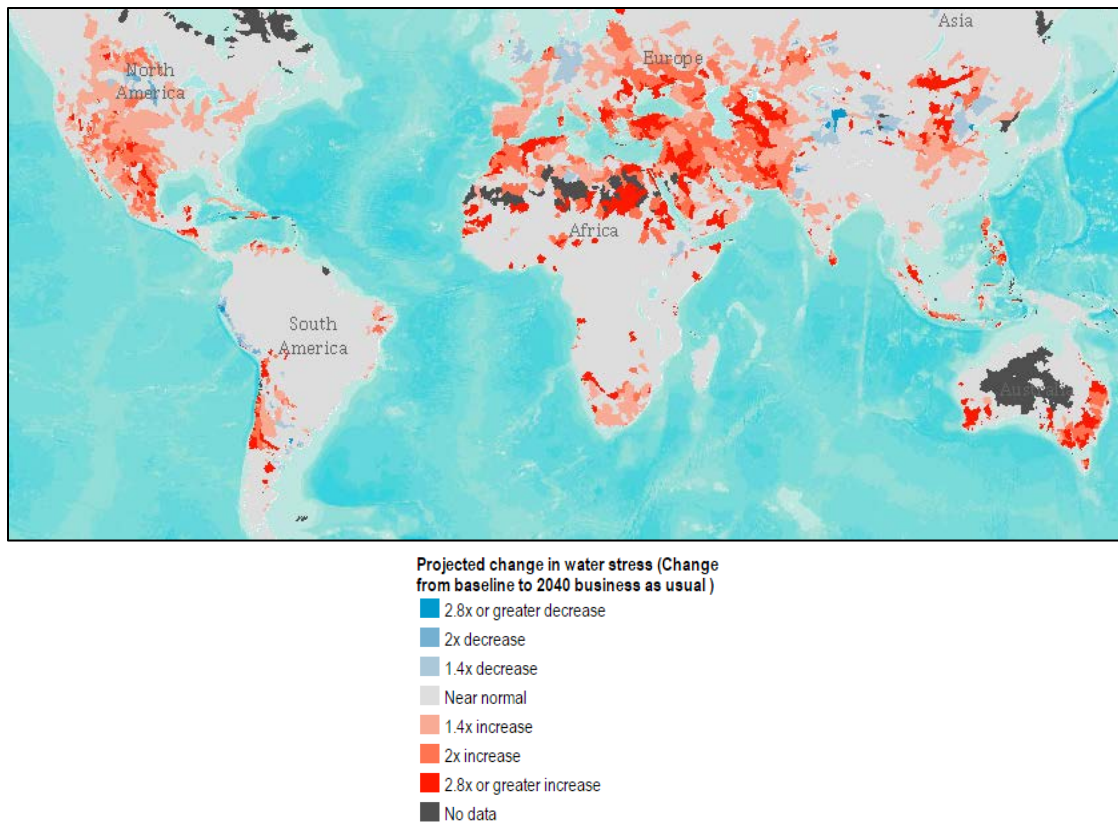 Asia
North
America
Europe
Africa
South
America
Australia
Projected change in water stress (Change
from baseline to 2040 business as usual )
2.8x or greater decrease
2x decrease
1.4x decrease
Near normal
1.4x increase
2x increase
2.8x or greater increase
No data